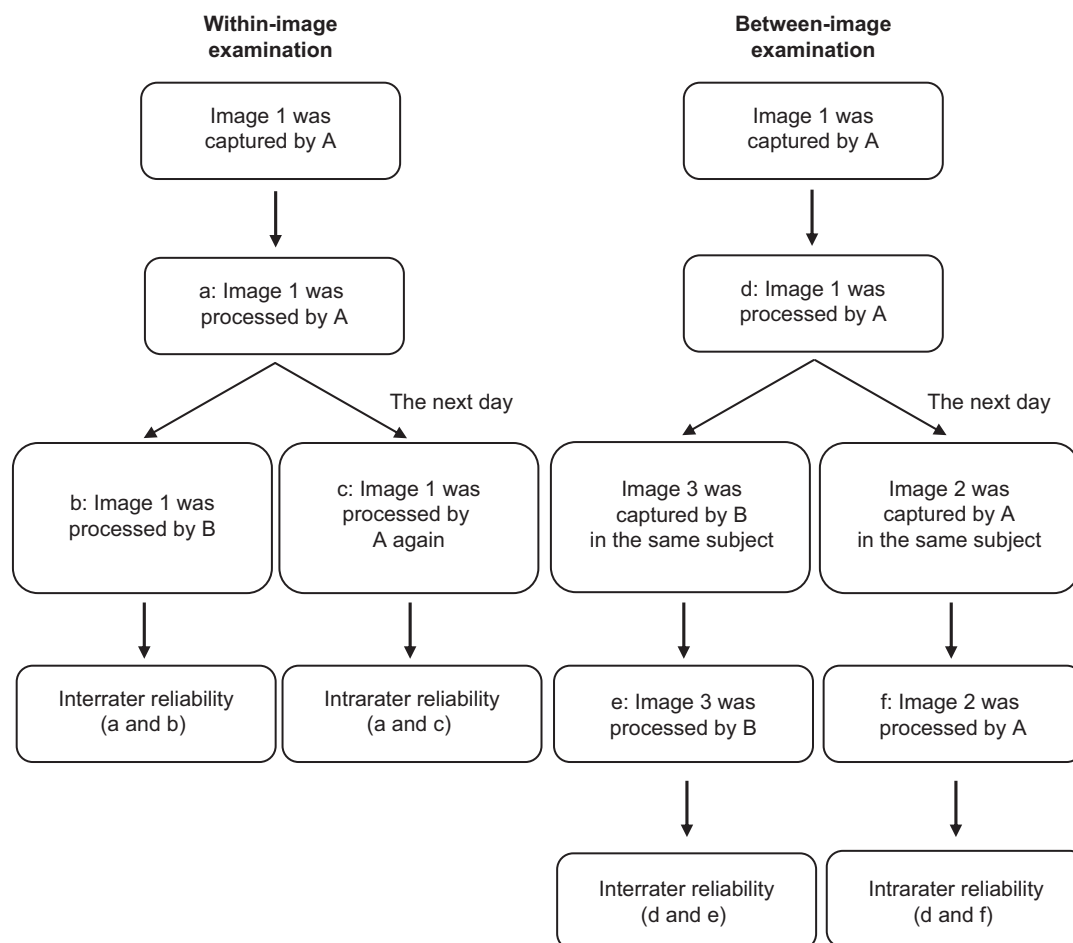 Within-image
examination
Between-image
examination
Image 1 was
captured by A
Image 1 was
captured by A
a: Image 1 was
processed by A
d: Image 1 was
processed by A
The next day
The next day
b: Image 1 was
processed by B
c: Image 1 was
processed by
A again
Image 3 was
captured by B
in the same subject
Image 2 was
captured by A
in the same subject
Interrater reliability
(a and b)
Intrarater reliability
(a and c)
e: Image 3 was
processed by B
f: Image 2 was
processed by A
Interrater reliability
(d and e)
Intrarater reliability
(d and f)